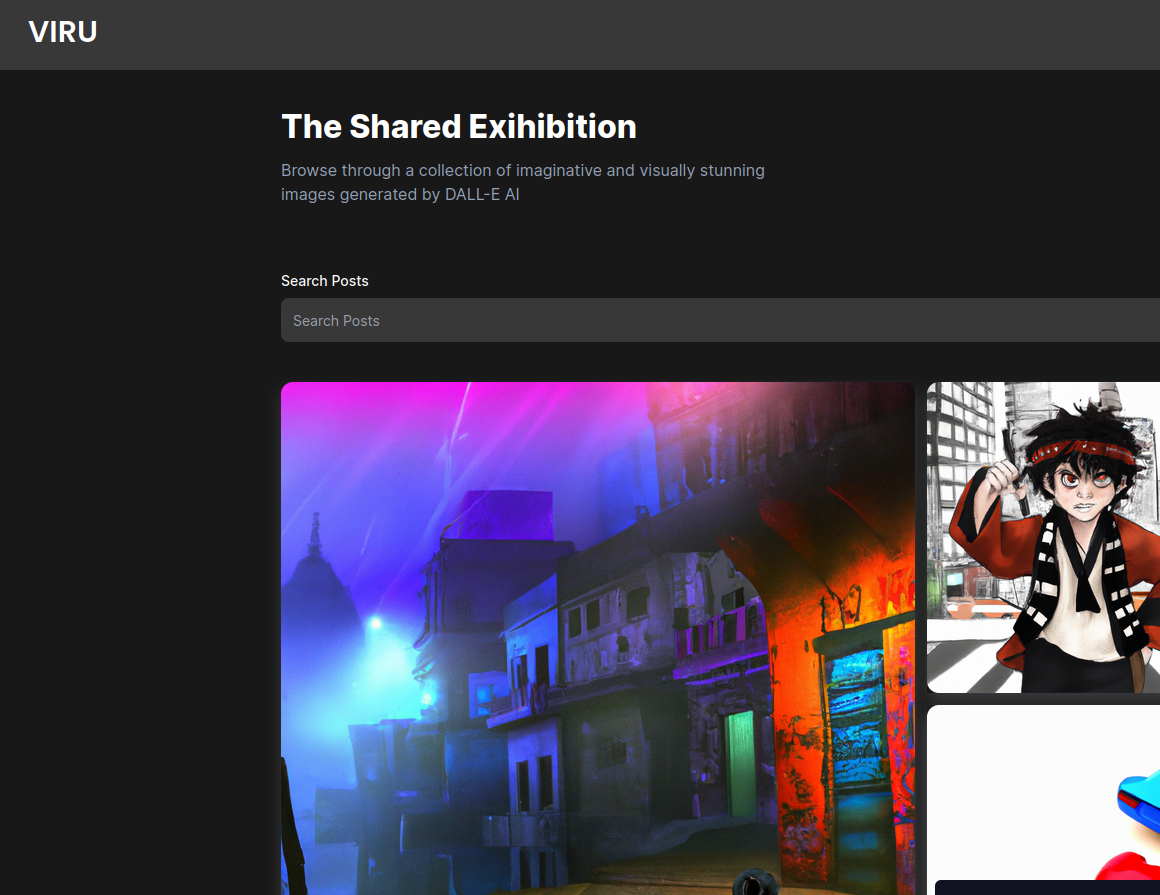 VIRU
The Shared Exihibition
Browse through a collection of imaginative and visually stunning
images generated by DALL-E AI
Search Posts
Search Posts